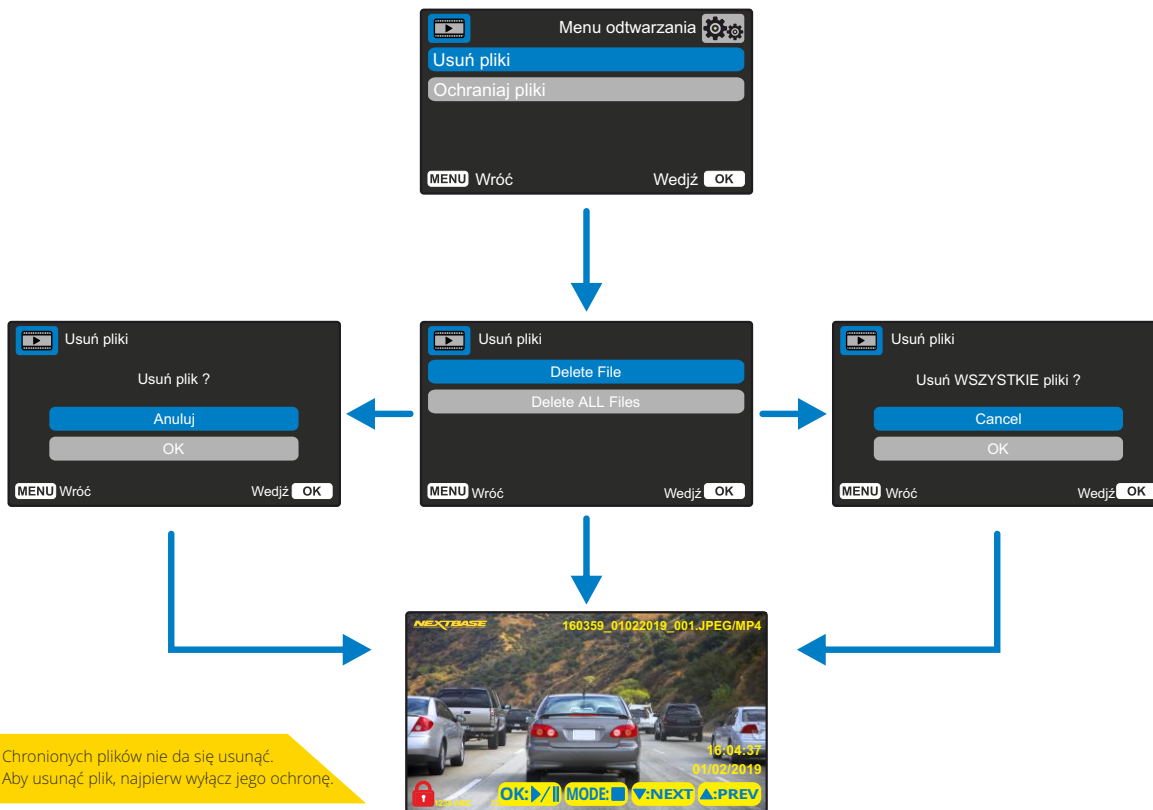 Menu odtwarzania
Usuń pliki
Ochraniaj pliki
MENU Wróć
Wedjź OK
Usuń pliki
Usuń plik ?
Anuluj
OK
MENU Wróć
Wedjź OK
Usuń pliki
Delete File
Delete ALL Files
MENU Wróć
Wedjź OK
Usuń pliki
Usuń WSZYSTKIE pliki ?
Cancel
OK
MENU Wróć
Wedjź OK
NEXTBASE
160359_01022019_001.JPEG/MP4
16:04:37
01/02/2019
OK: MODE: :NEXT :PREV
Chronionych plików nie da się usunąć.
Aby usunąć plik, najpierw wyłącz jego ochronę.